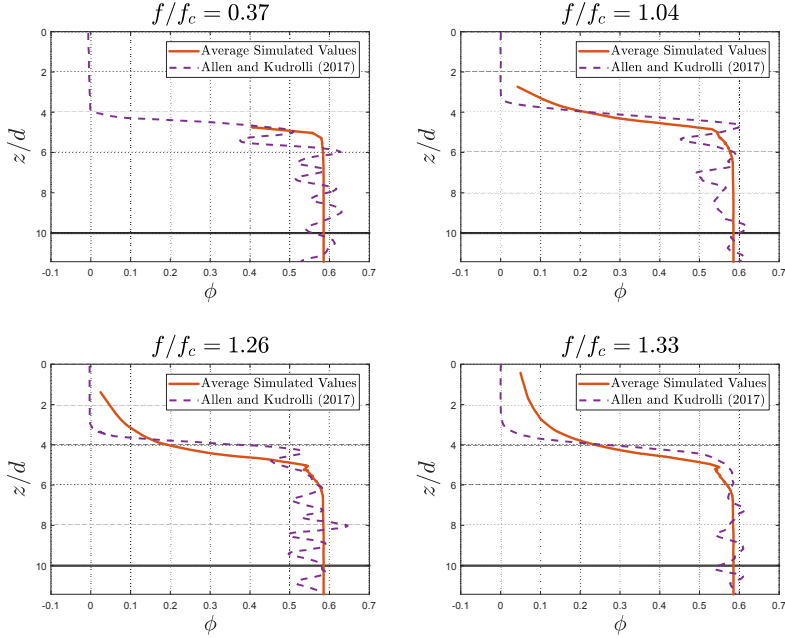 f/f_c = 0.37
Average Simulated Values
Allen and Kudrolli (2017)
0
2
4
6
8
10
z/d
-0.1 0 0.1 0.2 0.3 0.4 0.5 0.6 0.7
ϕ
f/f_c = 1.04
Average Simulated Values
Allen and Kudrolli (2017)
0
2
4
6
8
10
z/d
-0.1 0 0.1 0.2 0.3 0.4 0.5 0.6 0.7
ϕ
f/f_c = 1.26
Average Simulated Values
Allen and Kudrolli (2017)
0
2
4
6
8
10
z/d
-0.1 0 0.1 0.2 0.3 0.4 0.5 0.6 0.7
ϕ
f/f_c = 1.33
Average Simulated Values
Allen and Kudrolli (2017)
0
2
4
6
8
10
z/d
-0.1 0 0.1 0.2 0.3 0.4 0.5 0.6 0.7
ϕ